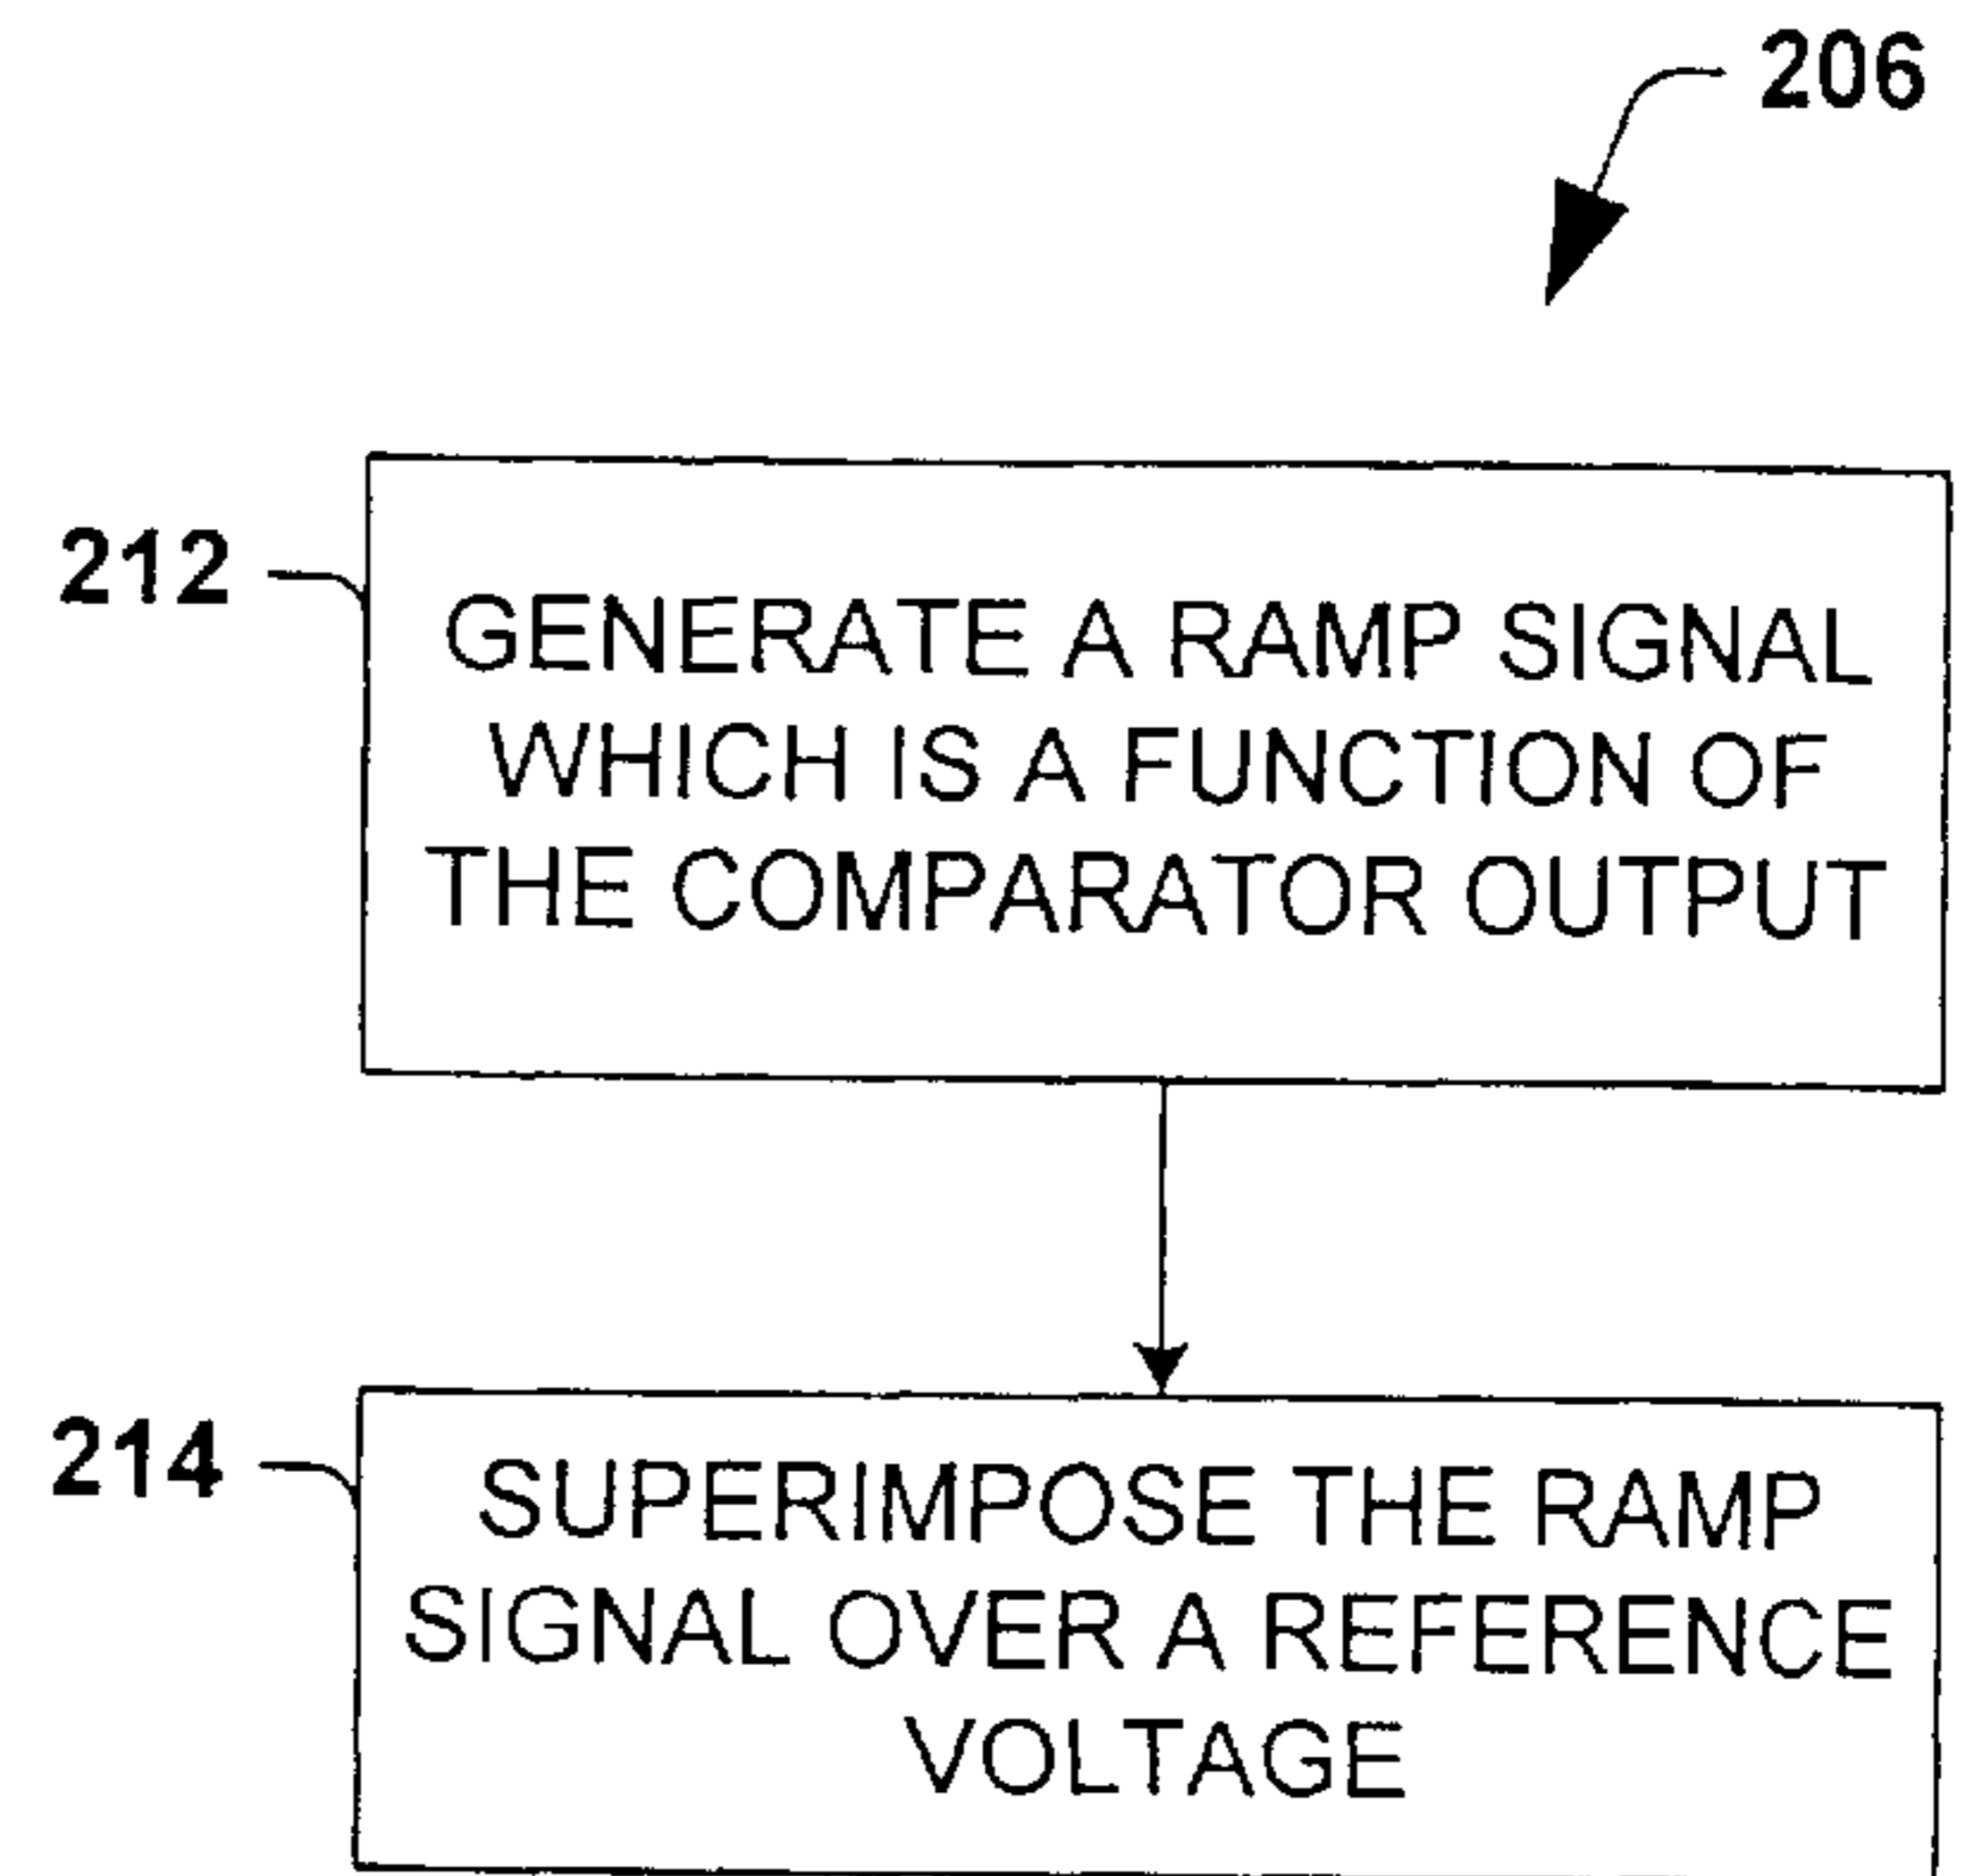 206
212
GENERATE A RAMP SIGNAL
WHICH IS A FUNCTION OF
THE COMPARATOR OUTPUT
214
SUPERIMPOSE THE RAMP
SIGNAL OVER A REFERENCE
VOLTAGE